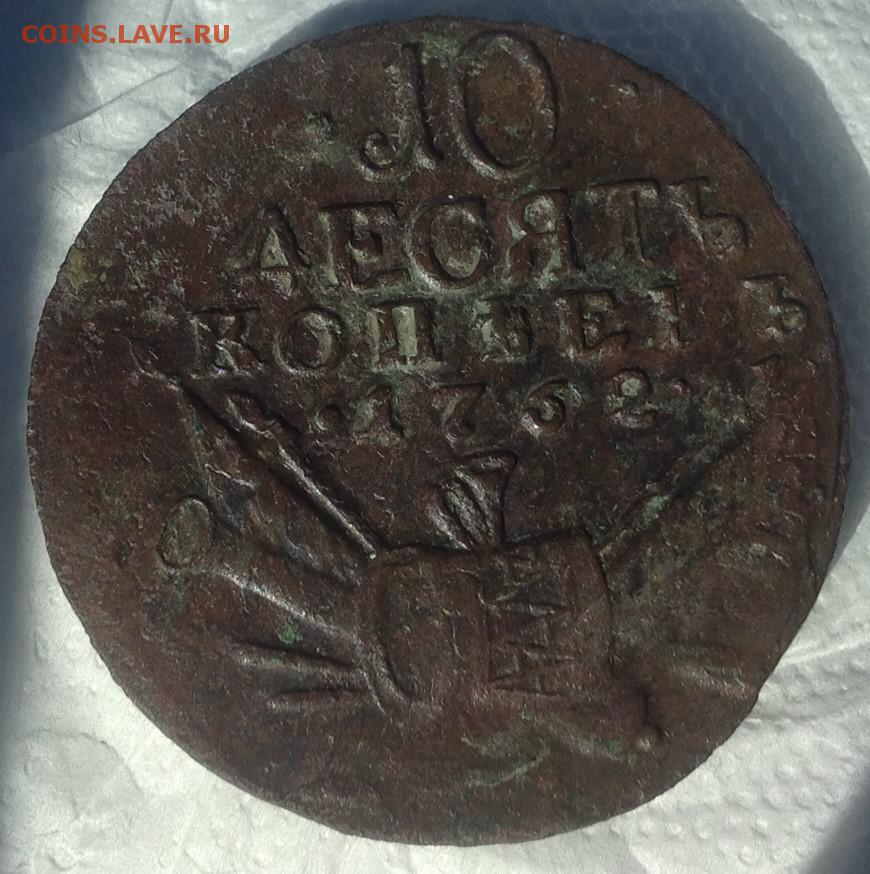 COINS.LAVE.RU
10
ДЕСЯТЬ
КОПѢЕКЪ
·1762·